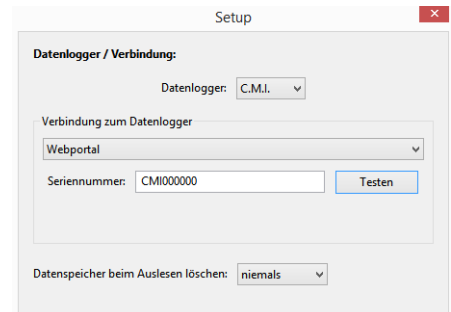 Setup
Datenlogger / Verbindung:
Datenlogger: C.M.I.
Verbindung zum Datenlogger
Webportal
Seriennummer: CMI000000 Testen
Datenspeicher beim Auslesen löschen: niemals